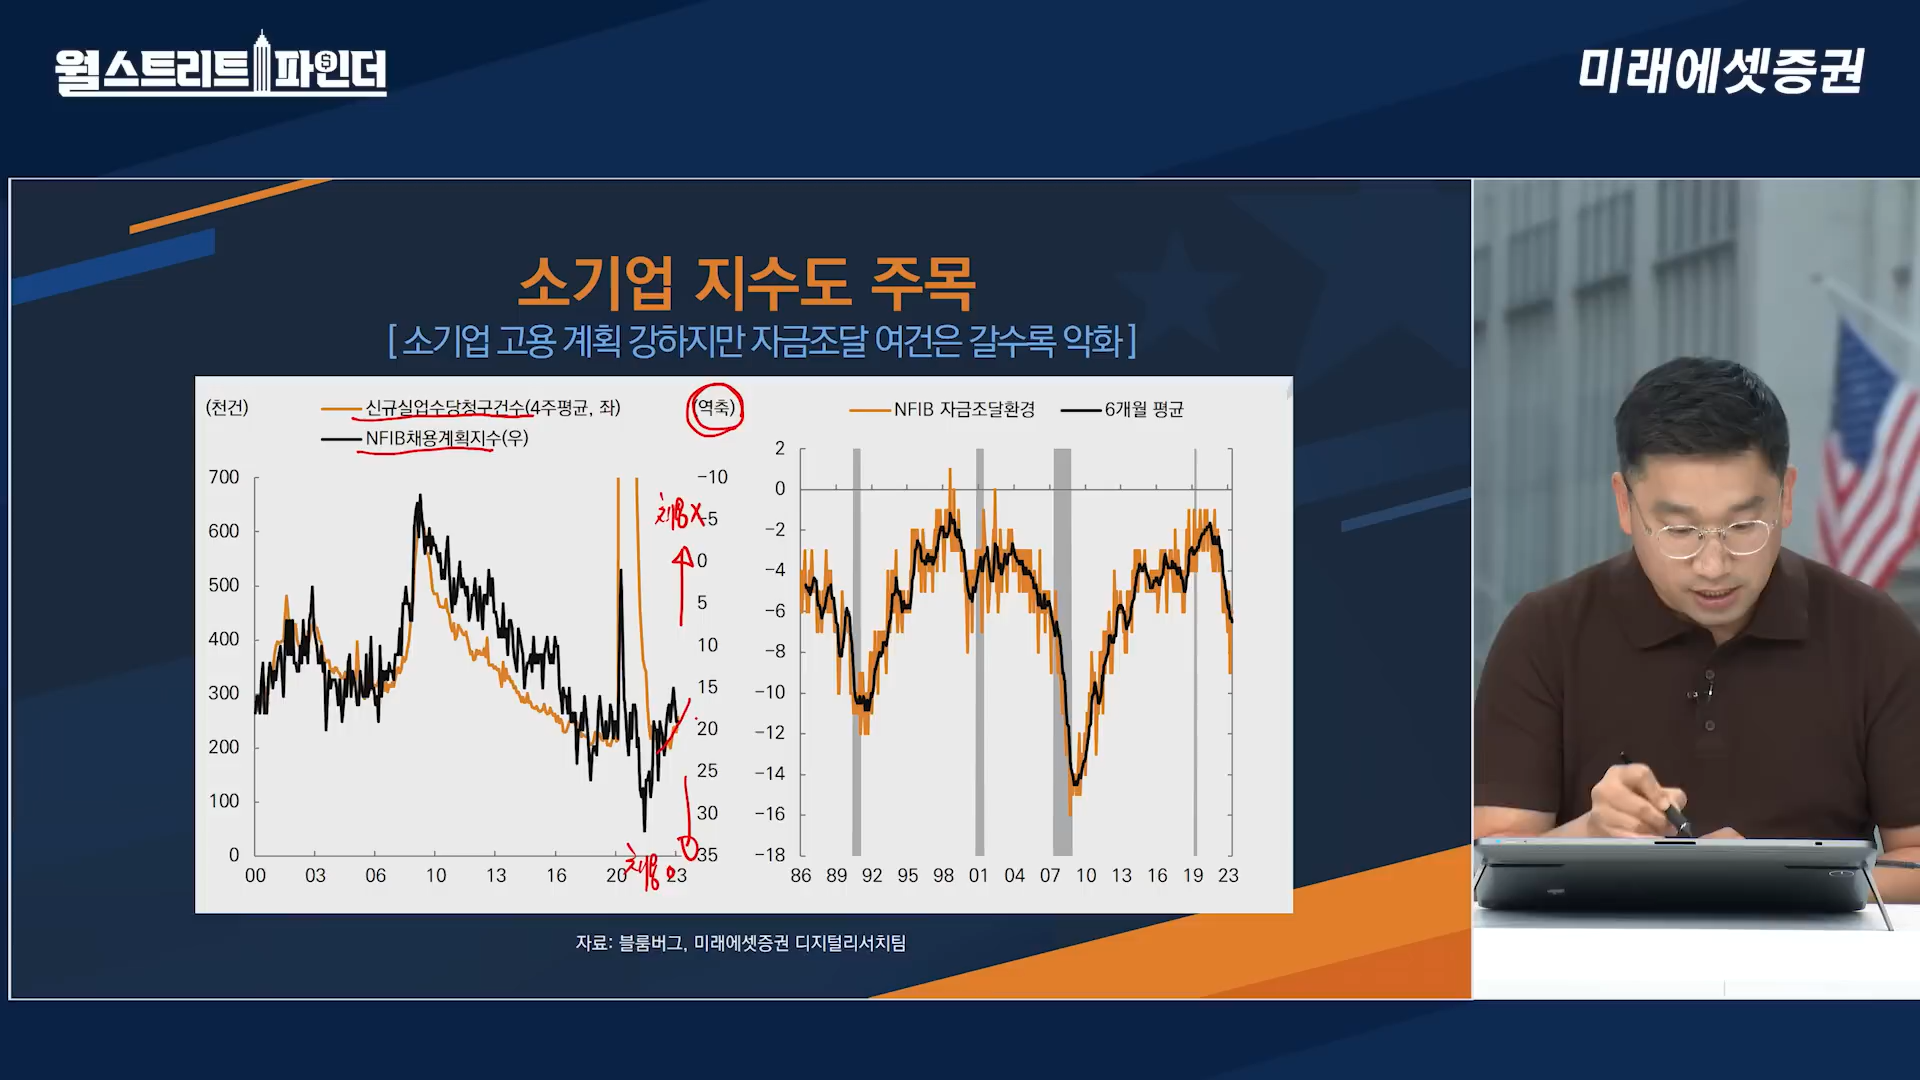 월스트리트파인더
미래에셋증권
소기업 지수도 주목
[ 소기업 고용 계획 강하지만 자금조달 여건은 갈수록 악화 ]
(천건)
신규실업수당청구건수(4주평균, 좌)
NFIB채용계획지수(우)
(역축)
700
600
500
400
300
200
100
0
-10
-5
0
5
10
15
20
25
30
35
00 03 06 10 13 16 20 23
채용X
채용o
NFIB 자금조달환경
6개월 평균
2
0
-2
-4
-6
-8
-10
-12
-14
-16
-18
86 89 92 95 98 01 04 07 10 13 16 19 23
자료: 블룸버그, 미래에셋증권 디지털리서치팀